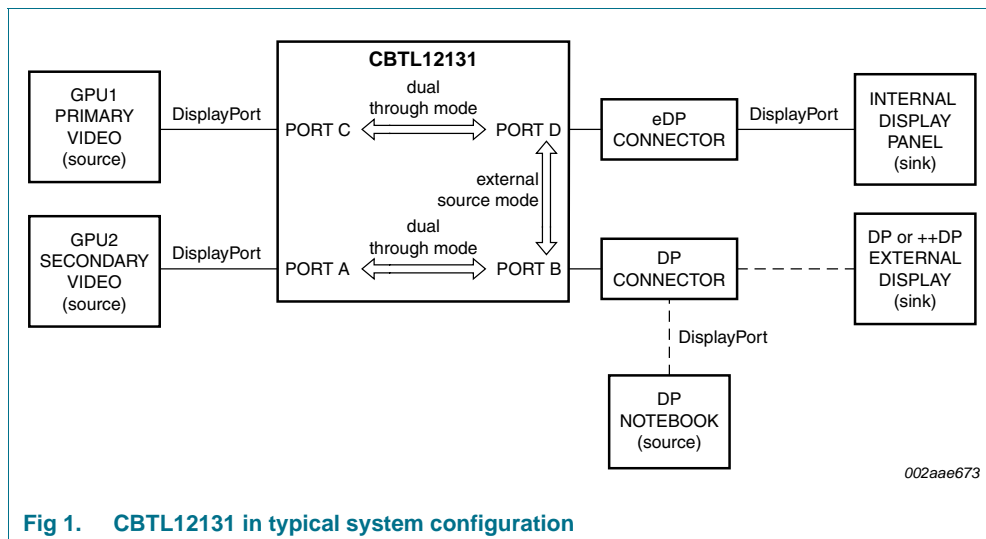 CBTL12131
GPU1
PRIMARY
VIDEO
(source)
DisplayPort
PORT C
dual
through mode
PORT D
eDP
CONNECTOR
DisplayPort
INTERNAL
DISPLAY
PANEL
(sink)
external
source mode
GPU2
SECONDARY
VIDEO
(source)
DisplayPort
PORT A
dual
through mode
PORT B
DP
CONNECTOR
DP or ++DP
EXTERNAL
DISPLAY
(sink)
DisplayPort
DP
NOTEBOOK
(source)
002aae673
Fig 1. CBTL12131 in typical system configuration